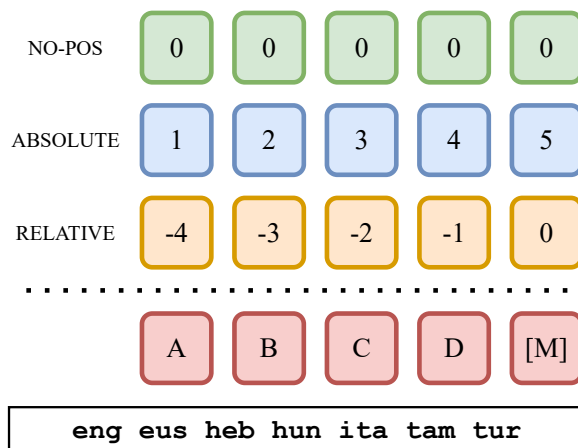 NO-POS 0 0 0 0 0
ABSOLUTE 1 2 3 4 5
RELATIVE -4 -3 -2 -1 0
A B C D [M]
eng eus heb hun ita tam tur